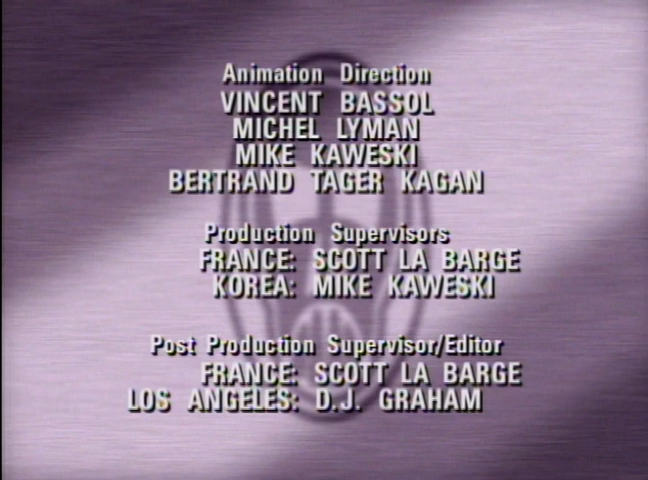 Animation Direction
VINCENT BASSOL
MICHEL LYMAN
MIKE KAWESKI
BERTRAND TAGER KAGAN
Production Supervisors
FRANCE: SCOTT LA BARGE
KOREA: MIKE KAWESKI
Post Production Supervisor/Editor
FRANCE: SCOTT LA BARGE
LOS ANGELES: D.J. GRAHAM